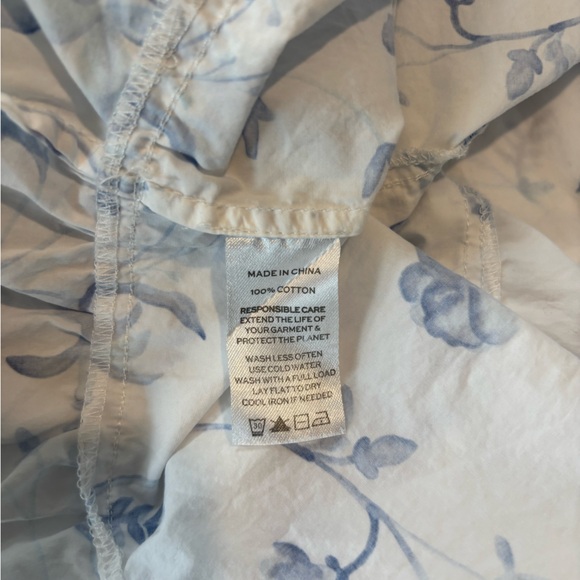 MADE IN CHINA
100% COTTON
RESPONSIBLE CARE
EXTEND THE LIFE OF
YOUR GARMENT &
PROTECT THE PLANET
WASH LESS OFTEN
USE COLD WATER
WASH WITH A FULL LOAD
LAY FLAT TO DRY
COOL IRON IF NEEDED
30